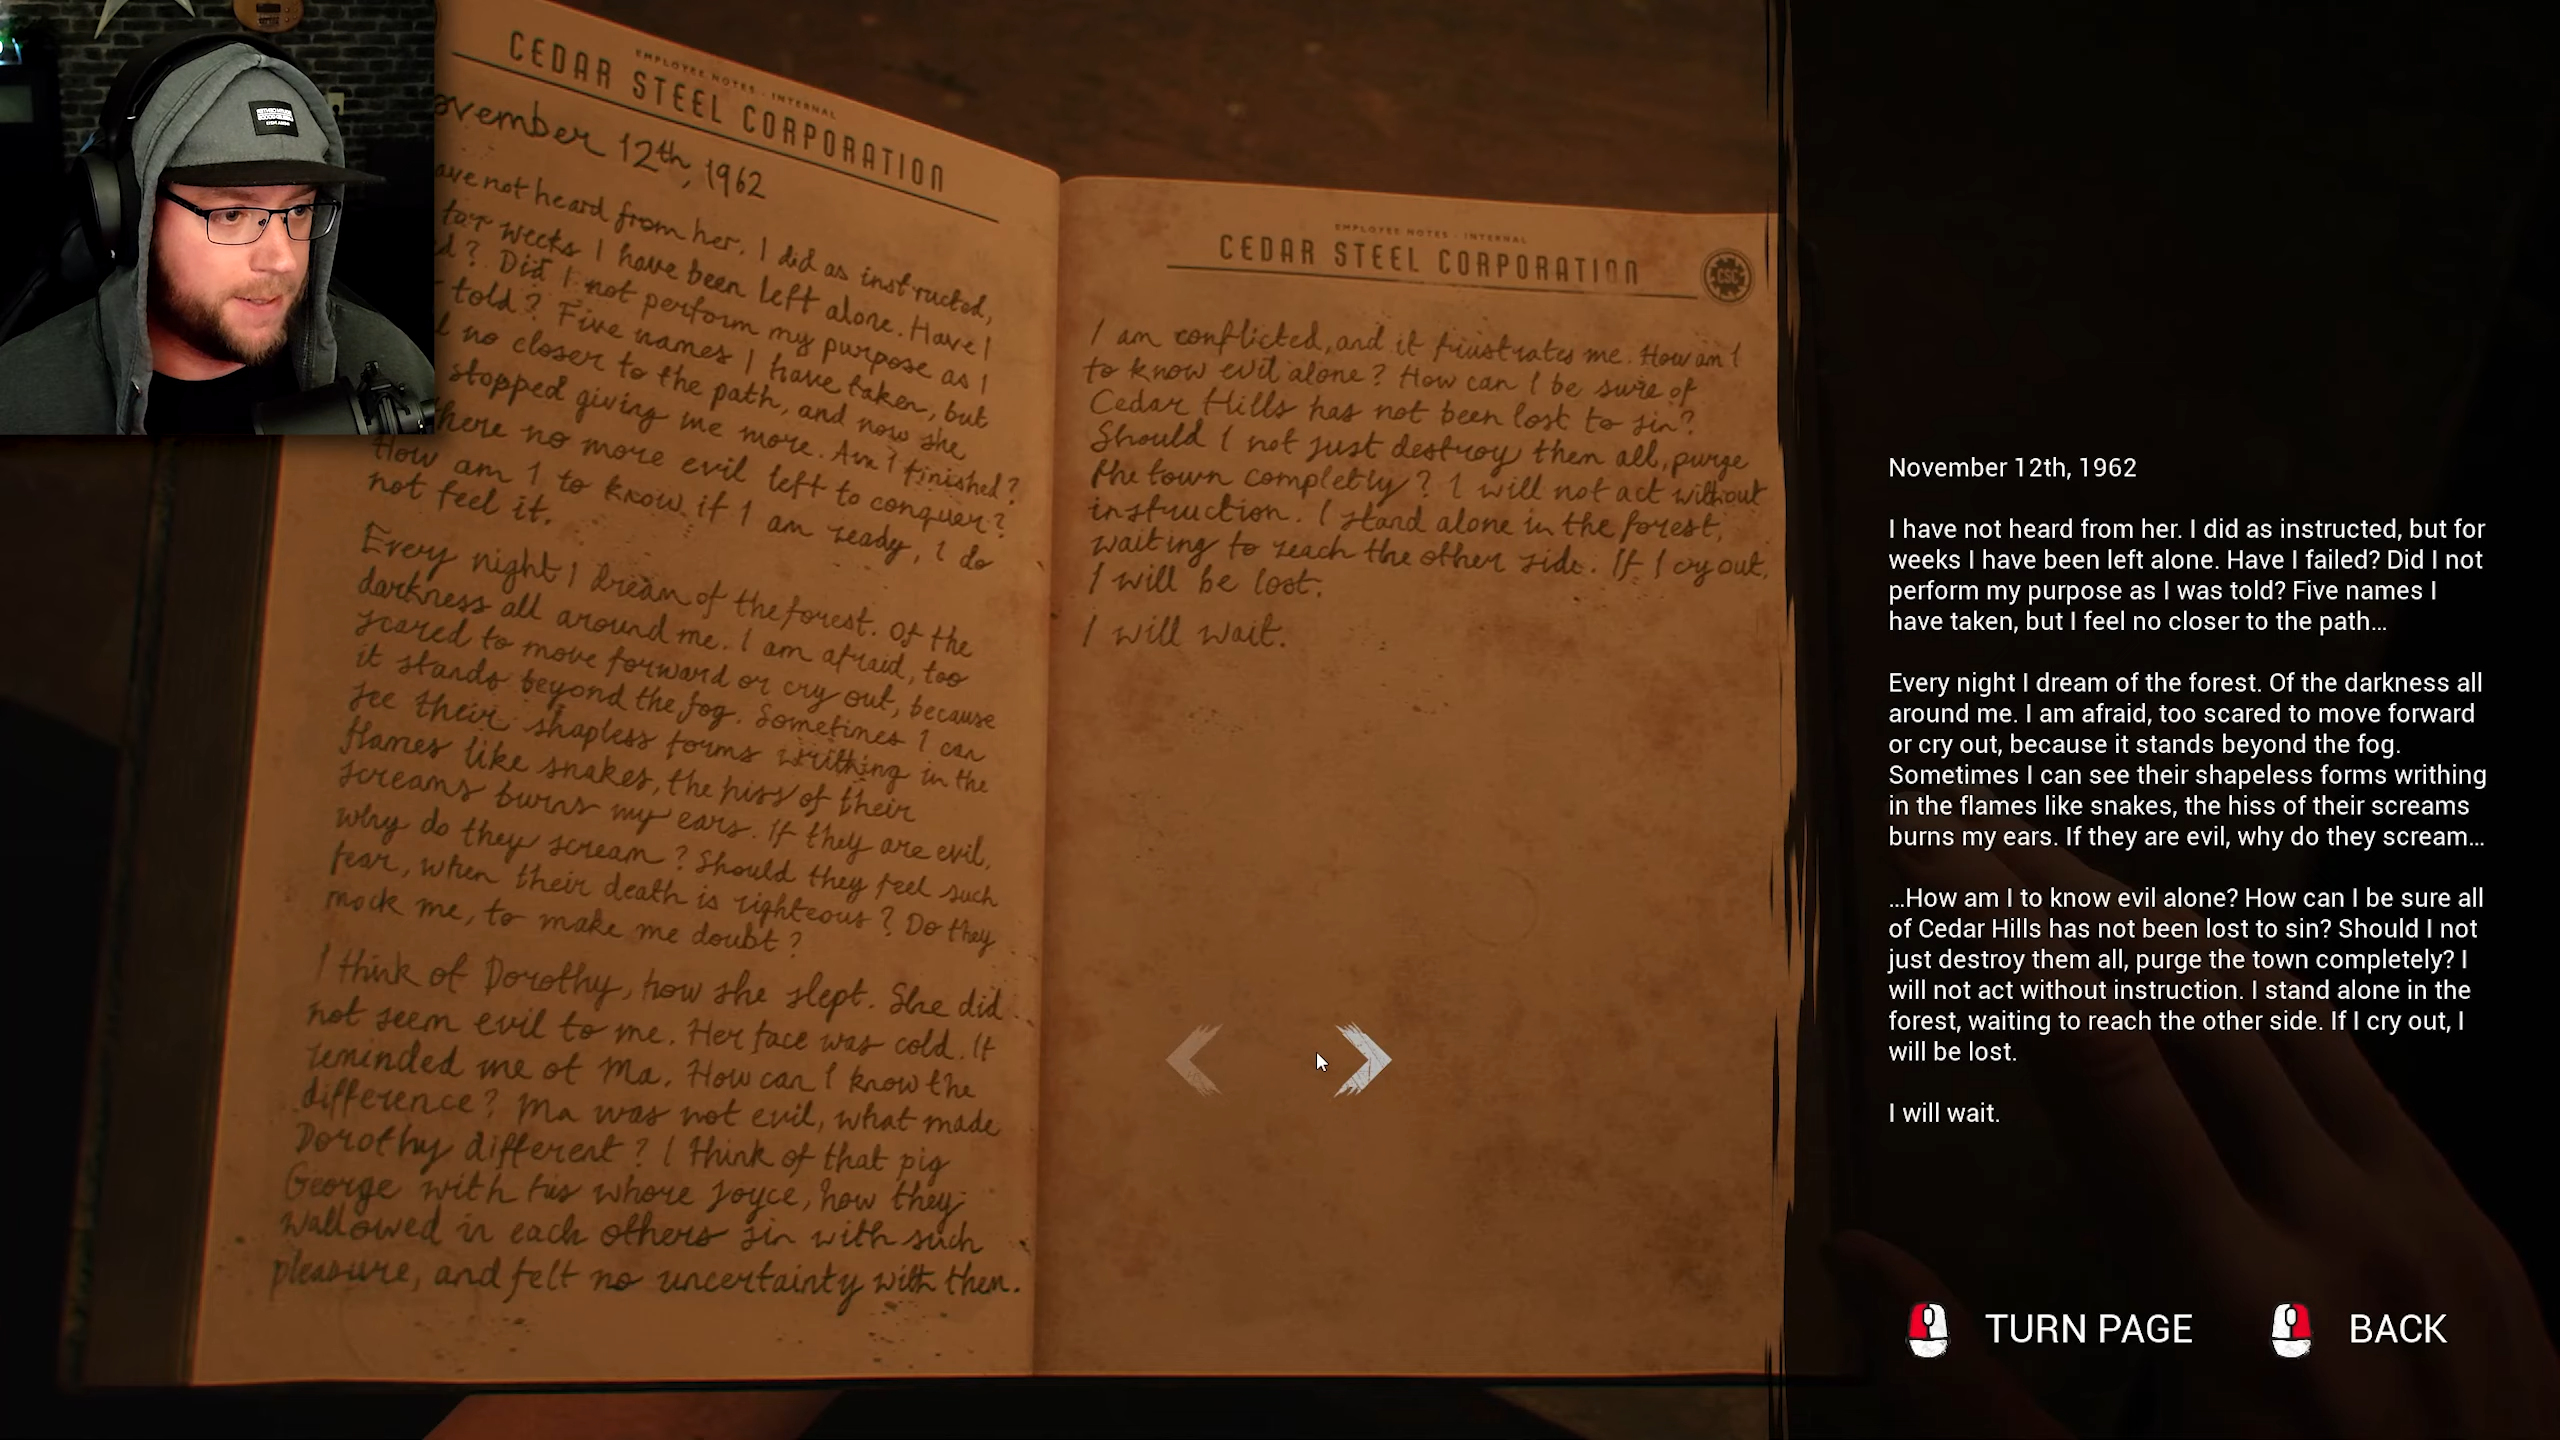 EMPLOYEE NOTES - INTERNAL
CEDAR STEEL CORPORATION
ovember 12th, 1962
ave not heard from her. I did as instructed,
for weeks I have been left alone. Have I
d? Did I not perform my purpose as I
told? Five names I have taken, but
l no closer to the path, and now she
stopped giving me more. Am I finished?
here no more evil left to conquer?
How am I to know if I am ready, I do
not feel it.
Every night I dream of the forest. Of the
darkness all around me. I am afraid, too
scared to move forward or cry out, because
it stands beyond the fog. Sometimes I can
see their shapless forms writhing in the
flames like snakes, the hiss of their
screams burns my ears. If they are evil,
why do they scream? Should they feel such
fear, when their death is righteous? Do they
mock me, to make me doubt?
I think of Dorothy, how she slept. She did
not seem evil to me. Her face was cold. It
reminded me of Ma. How can I know the
difference? Ma was not evil, what made
Dorothy different? I think of that pig
George with his whore Joyce, how they
wallowed in each others sin with such
pleasure, and felt no uncertainty with them.
EMPLOYEE NOTES - INTERNAL
CEDAR STEEL CORPORATION
CSC
I am conflicted, and it frustrates me. How am I
to know evil alone? How can I be sure of
Cedar Hills has not been lost to sin?
Should I not just destroy them all, purge
the town completly? I will not act without
instruction. I stand alone in the forest,
waiting to reach the other side. If I cry out,
I will be lost.
I will wait.
November 12th, 1962
I have not heard from her. I did as instructed, but for
weeks I have been left alone. Have I failed? Did I not
perform my purpose as I was told? Five names I
have taken, but I feel no closer to the path...
Every night I dream of the forest. Of the darkness all
around me. I am afraid, too scared to move forward
or cry out, because it stands beyond the fog.
Sometimes I can see their shapeless forms writhing
in the flames like snakes, the hiss of their screams
burns my ears. If they are evil, why do they scream...
...How am I to know evil alone? How can I be sure all
of Cedar Hills has not been lost to sin? Should I not
just destroy them all, purge the town completely? I
will not act without instruction. I stand alone in the
forest, waiting to reach the other side. If I cry out, I
will be lost.
I will wait.
TURN PAGE
BACK